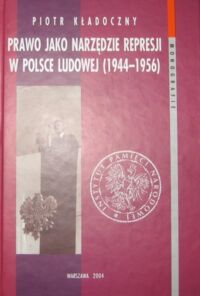 PIOTR KŁADOCZNY
PRAWO JAKO NARZĘDZIE REPRESJI
W POLSCE LUDOWEJ (1944–1956)
MONOGRAFIE
INSTYTUT PAMIĘCI NARODOWEJ
WARSZAWA 2004